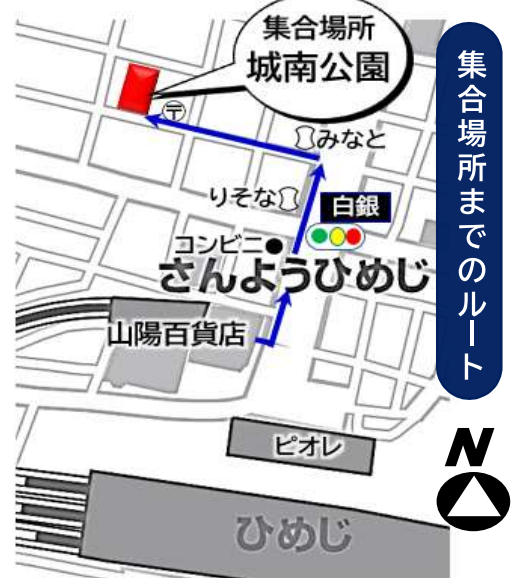 集合場所
城南公園
集合場所までのルート
〒
みなと
りそな
白銀
コンビニ
さんようひめじ
山陽百貨店
ピオレ
ひめじ
N